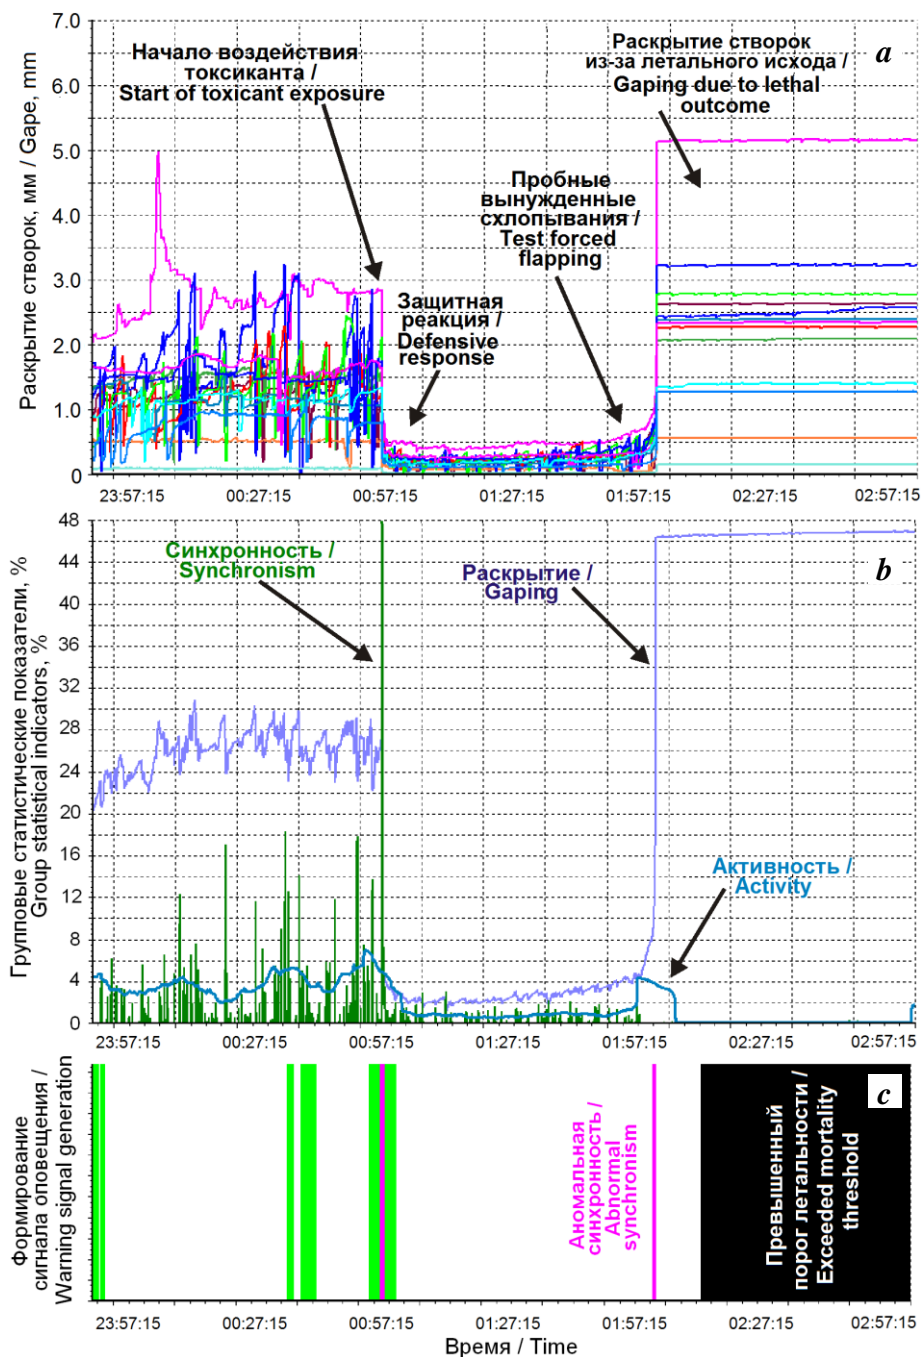 7.0
6.0
5.0
4.0
3.0
2.0
1.0
0
Раскрытие створок, мм / Gape, mm
Начало воздействия
токсиканта /
Start of toxicant exposure
Раскрытие створок
из-за летального исхода /
Gaping due to lethal
outcome
a
Пробные
вынужденные
схлопывания /
Test forced
flapping
Защитная
реакция /
Defensive
response
23:57:15 00:27:15 00:57:15 01:27:15 01:57:15 02:27:15 02:57:15
48
44
40
36
32
28
24
20
16
12
8
4
0
Групповые статистические показатели, %
Group statistical indicators, %
Синхронность /
Synchronism
Раскрытие /
Gaping
b
Активность /
Activity
23:57:15 00:27:15 00:57:15 01:27:15 01:57:15 02:27:15 02:57:15
Формирование
сигнала оповещения /
Warning signal generation
Аномальная
синхронность /
Abnormal
synchronism
Превышенный
порог летальности /
Exceeded mortality
threshold
c
23:57:15 00:27:15 00:57:15 01:27:15 01:57:15 02:27:15 02:57:15
Время / Time